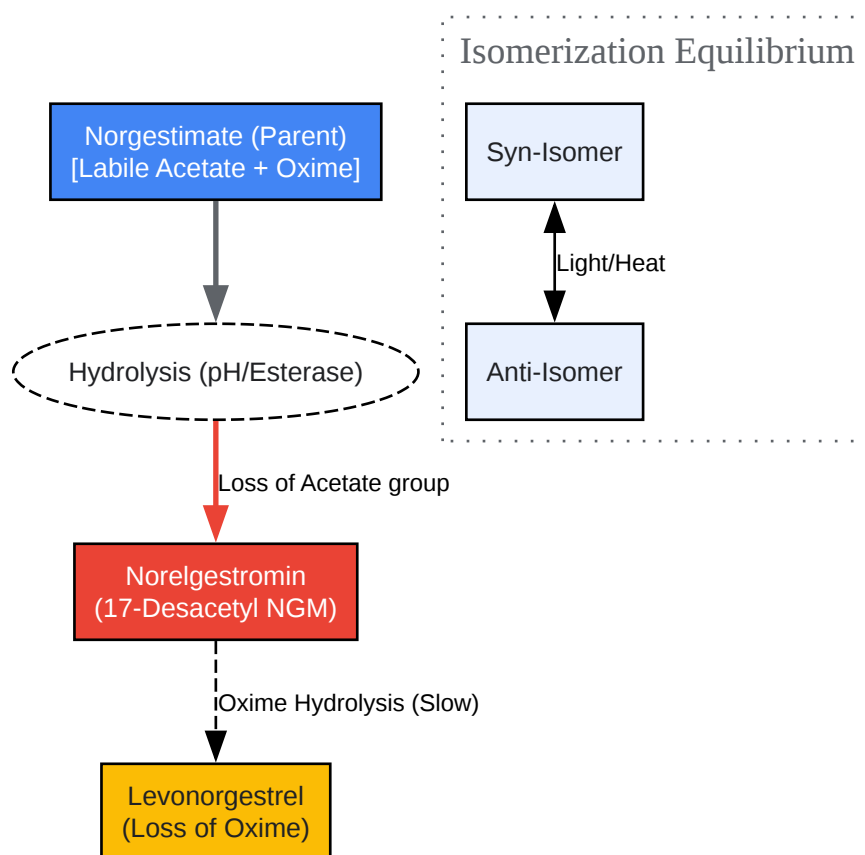 Isomerization Equilibrium
Norgestimate (Parent)
[Labile Acetate + Oxime]
Syn-Isomer
Light/Heat
Hydrolysis (pH/Esterase)
Anti-Isomer
Loss of Acetate group
Norelgestromin
(17-Desacetyl NGM)
Oxime Hydrolysis (Slow)
Levonorgestrel
(Loss of Oxime)